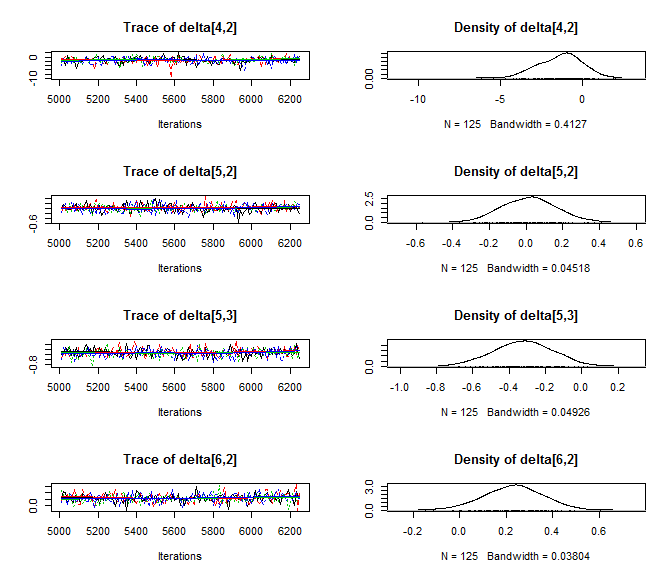 Trace of delta[4,2]
Density of delta[4,2]
0
-10
5000 5200 5400 5600 5800 6000 6200
Iterations
0.00
-10 -5 0
N = 125 Bandwidth = 0.4127
Trace of delta[5,2]
Density of delta[5,2]
-0.6
5000 5200 5400 5600 5800 6000 6200
Iterations
2.5
0.0
-0.6 -0.4 -0.2 0.0 0.2 0.4 0.6
N = 125 Bandwidth = 0.04518
Trace of delta[5,3]
Density of delta[5,3]
-0.8
5000 5200 5400 5600 5800 6000 6200
Iterations
0.0
-1.0 -0.8 -0.6 -0.4 -0.2 0.0 0.2
N = 125 Bandwidth = 0.04926
Trace of delta[6,2]
Density of delta[6,2]
0.0
5000 5200 5400 5600 5800 6000 6200
Iterations
3.0
0.0
-0.2 0.0 0.2 0.4 0.6
N = 125 Bandwidth = 0.03804